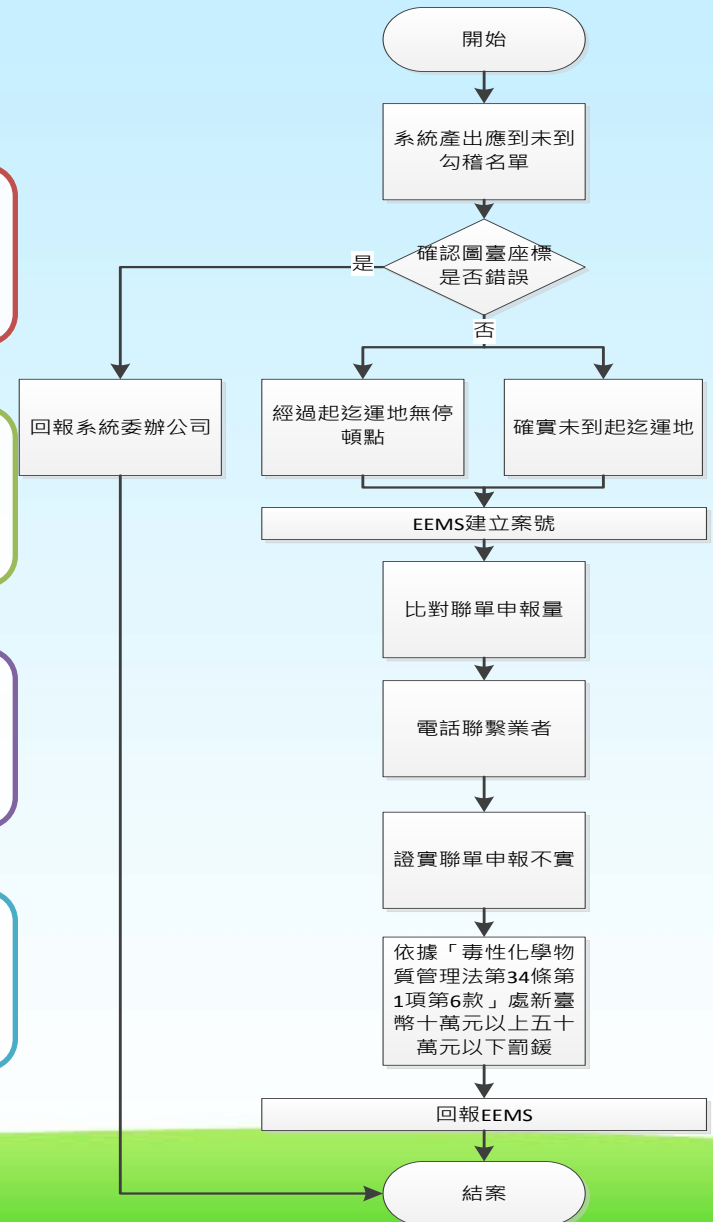 開始
系統產出應到未到
勾稽名單
確認圖臺座標
是否錯誤
是
否
回報系統委辦公司
經過起迄運地無停
頓點
確實未到起迄運地
EEMS建立案號
比對聯單申報量
電話聯繫業者
證實聯單申報不實
依據「毒性化學物
質管理法第34條第
1項第6款」處新臺
幣十萬元以上五十
萬元以下罰鍰
回報EEMS
結案